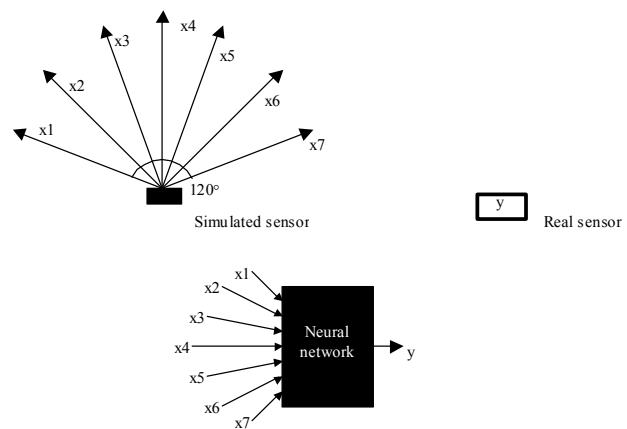 x4
x3
x5
x2
x6
x1
x7
120°
y
Simulated sensor
Real sensor
x1
x2
x3
Neural
network
x4
y
x5
x6
x7